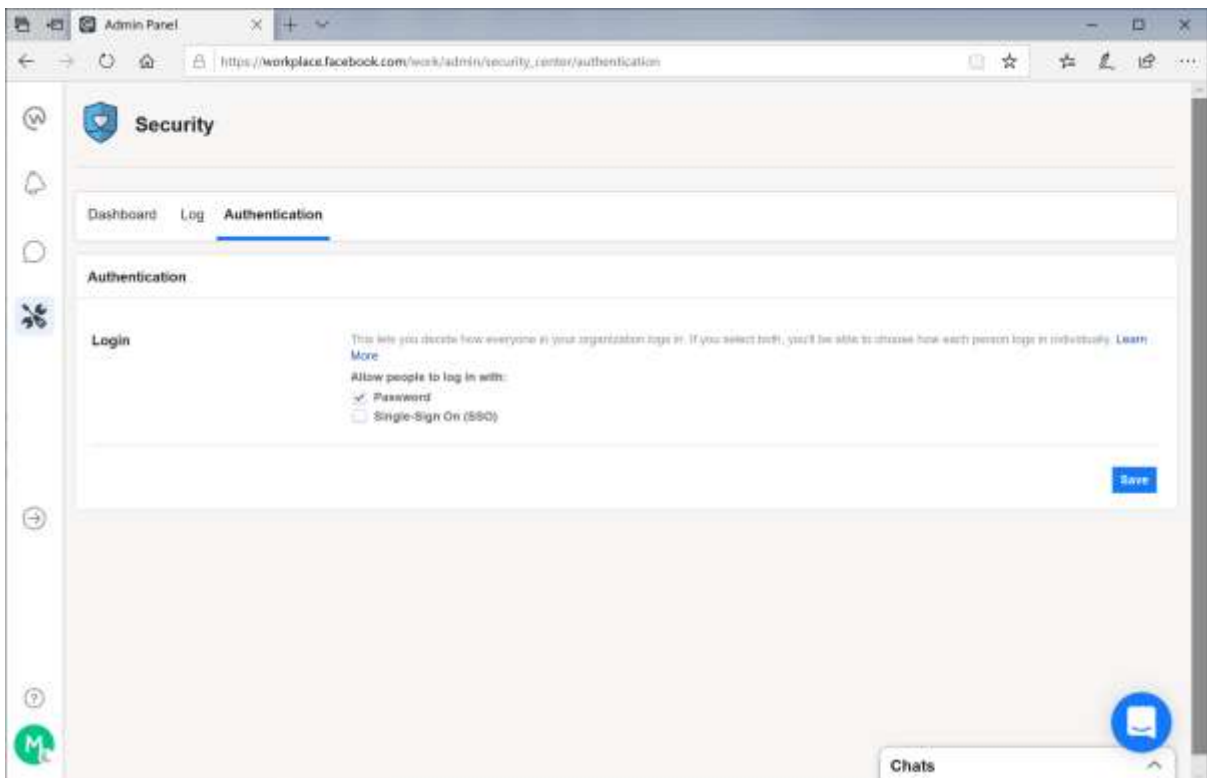 Admin Panel
https://workplace.facebook.com/work/admin/security_center/authentication
Security
Dashboard Log Authentication
Authentication
Login
This lets you decide how everyone in your organization logs in. If you select both, you'll be able to choose how each person logs in individually. Learn
More
Allow people to log in with:
Password
Single-Sign On (SSO)
Save
Chats